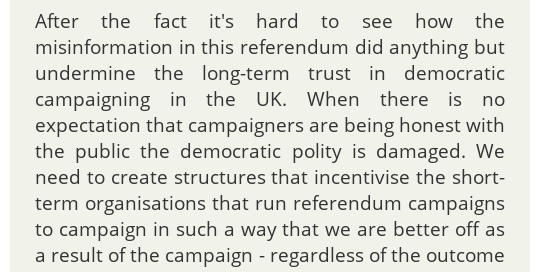 After the fact it's hard to see how the
misinformation in this referendum did anything but
undermine the long-term trust in democratic
campaigning in the UK. When there is no
expectation that campaigners are being honest with
the public the democratic polity is damaged. We
need to create structures that incentivise the short-
term organisations that run referendum campaigns
to campaign in such a way that we are better off as
a result of the campaign - regardless of the outcome